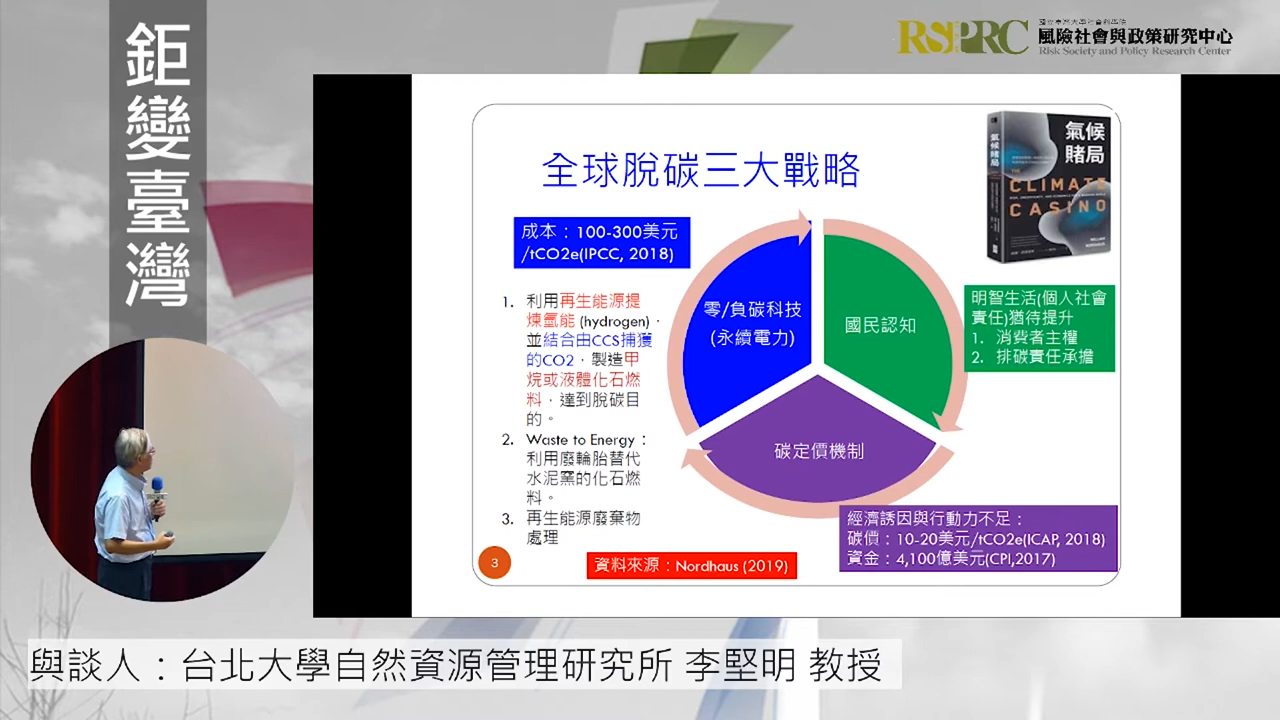 鉅變臺灣
RSPRC
國立臺灣大學社會科學院
風險社會與政策研究中心
Risk Society and Policy Research Center
全球脫碳三大戰略
氣候
賭局
氣候賭局
THE
CLIMATE
CASINO
WILLIAM
NORDHAUS
成本：100-300美元
/tCO2e(IPCC, 2018)
1. 利用再生能源提
煉氫能 (hydrogen)，
並結合由CCS捕獲
的CO2，製造甲
烷或液體化石燃
料，達到脫碳目
的。
2. Waste to Energy：
利用廢輪胎替代
水泥窯的化石燃
料。
3. 再生能源廢棄物
處理
零/負碳科技
(永續電力)
國民認知
碳定價機制
明智生活(個人社會
責任)猶待提升
1. 消費者主權
2. 排碳責任承擔
經濟誘因與行動力不足：
碳價：10-20美元/tCO2e(ICAP, 2018)
資金：4,100億美元(CPI,2017)
3
資料來源：Nordhaus (2019)
與談人：台北大學自然資源管理研究所 李堅明 教授